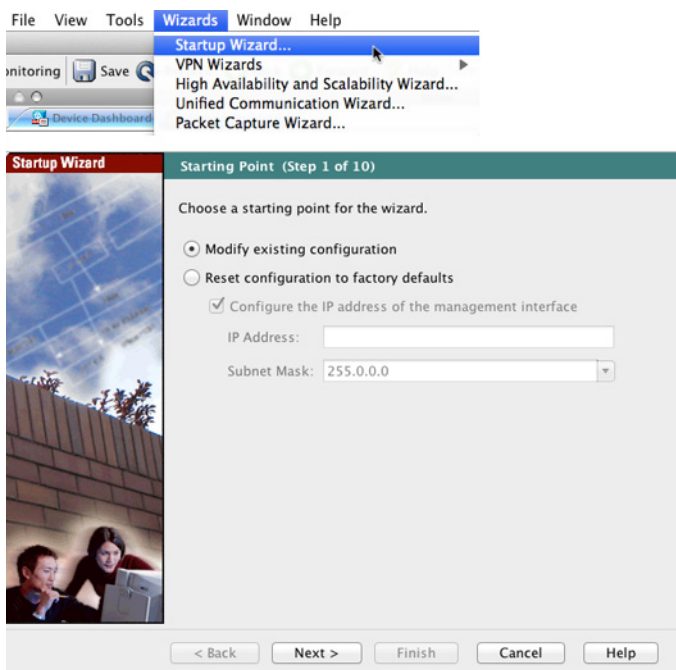 File View Tools Wizards Window Help
Startup Wizard...
VPN Wizards
High Availability and Scalability Wizard...
Unified Communication Wizard...
Packet Capture Wizard...
onitoring Save
Device Dashboard
Startup Wizard
Starting Point (Step 1 of 10)
Choose a starting point for the wizard.
Modify existing configuration
Reset configuration to factory defaults
Configure the IP address of the management interface
IP Address:
Subnet Mask: 255.0.0.0
< Back Next > Finish Cancel Help